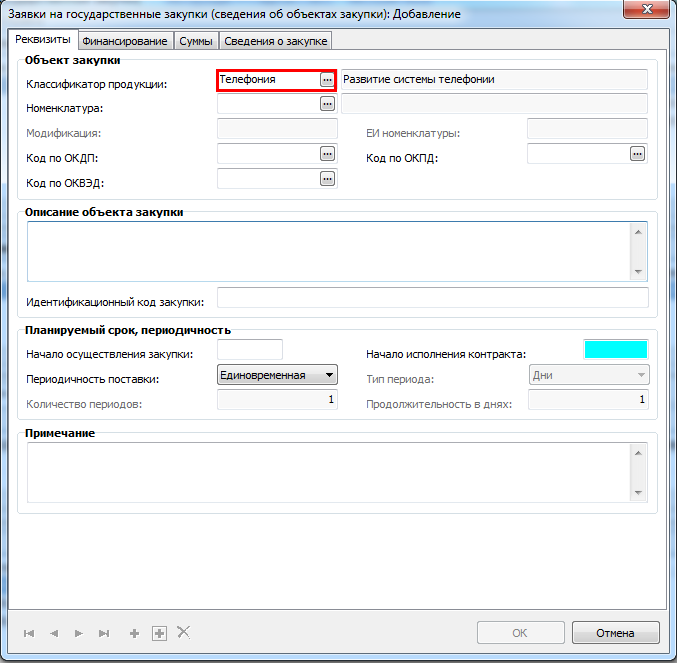 Заявки на государственные закупки (сведения об объектах закупки): Добавление
Реквизиты Финансирование Суммы Сведения о закупке
Объект закупки
Классификатор продукции: Телефония ... Развитие системы телефонии
Номенклатура: ...
Модификация: ЕИ номенклатуры:
Код по ОКДП: ... Код по ОКПД: ...
Код по ОКВЭД: ...
Описание объекта закупки
Идентификационный код закупки:
Планируемый срок, периодичность
Начало осуществления закупки: Начало исполнения контракта:
Периодичность поставки: Единовременная Тип периода: Дни
Количество периодов: 1 Продолжительность в днях: 1
Примечание
OK Отмена